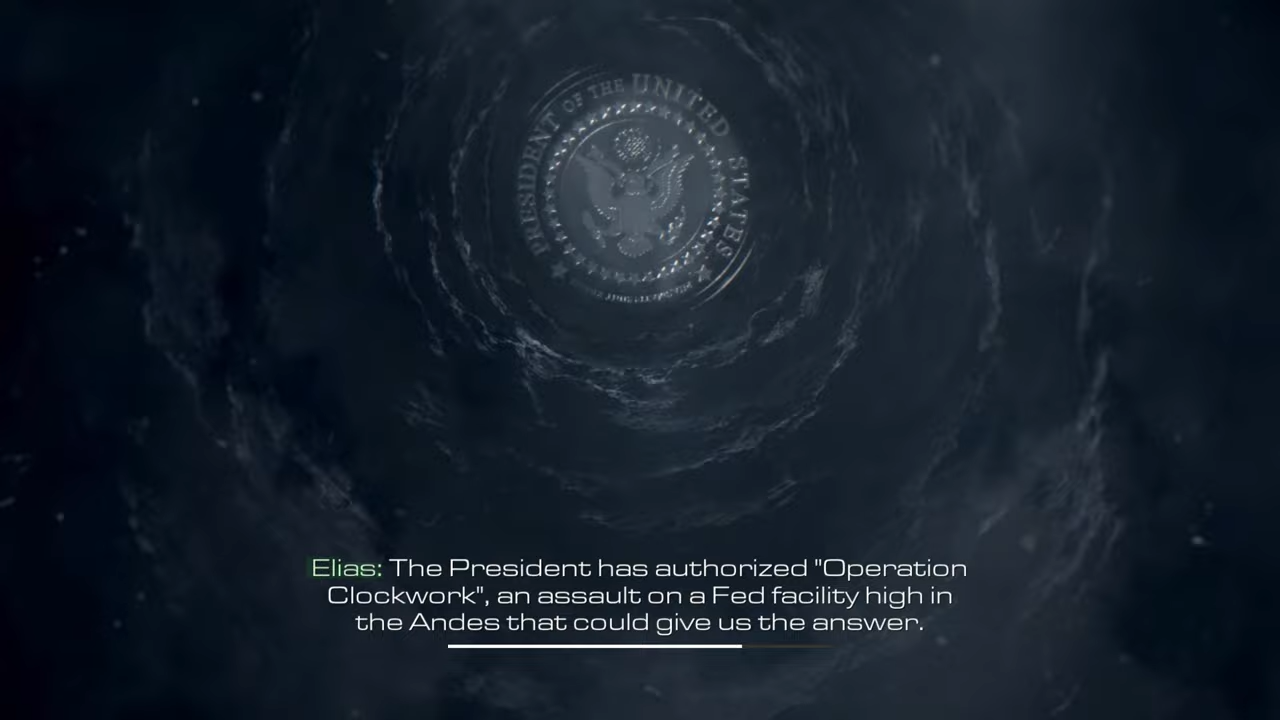 PRESIDENT OF THE UNITED STATES
Elias: The President has authorized "Operation
Clockwork", an assault on a Fed facility high in
the Andes that could give us the answer.